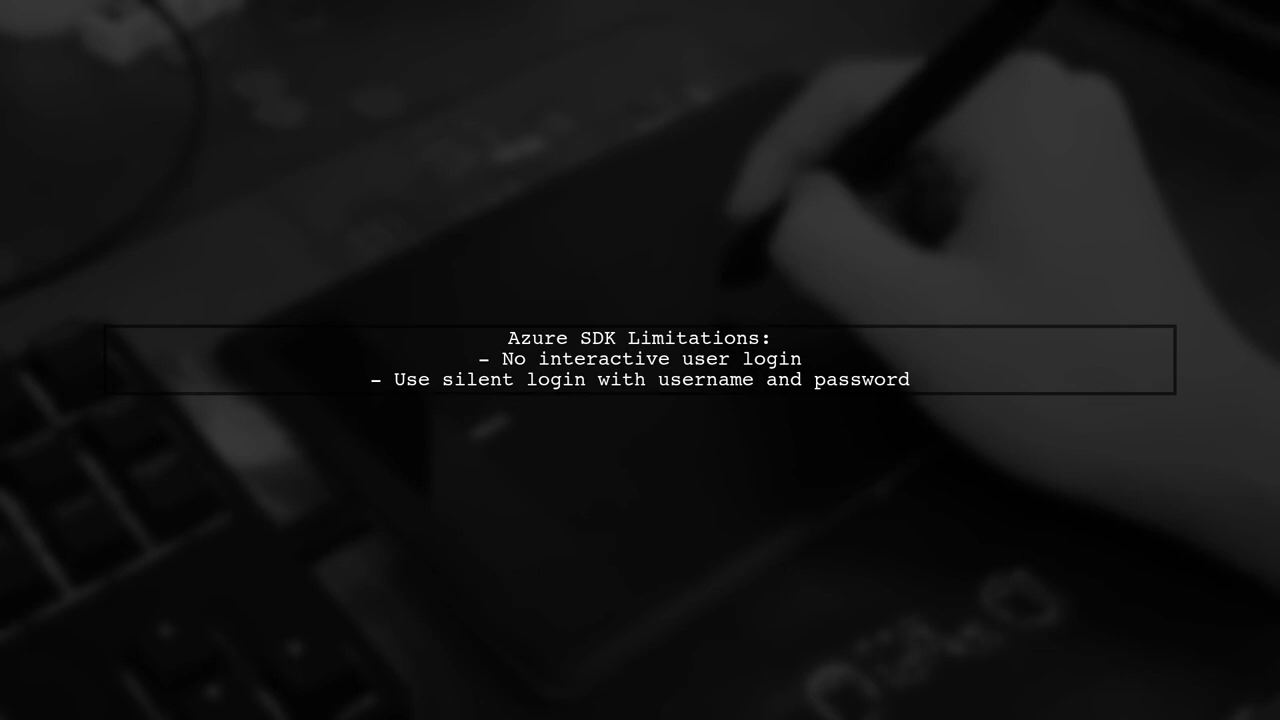 Azure SDK Limitations:
- No interactive user login
- Use silent login with username and password